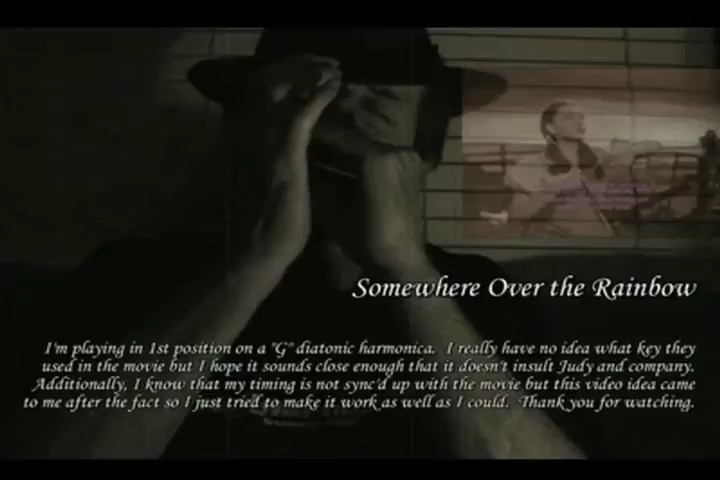 Somewhere Over the Rainbow
I'm playing in 1st position on a "G" diatonic harmonica.  I really have no idea what key they
used in the movie but I hope it sounds close enough that it doesn't insult Judy and company.
Additionally, I know that my timing is not sync'd up with the movie but this video idea came
to me after the fact so I just tried to make it work as well as I could.  Thank you for watching.